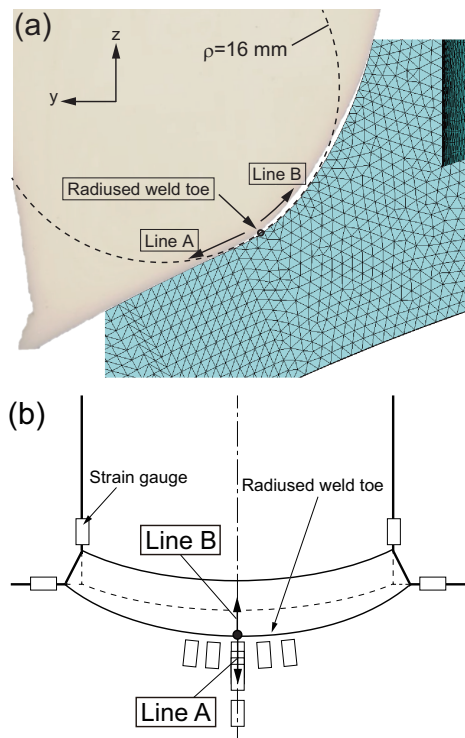 (a)
z
y
ρ=16 mm
Line B
Radiused weld toe
Line A
(b)
Strain gauge
Radiused weld toe
Line B
Line A